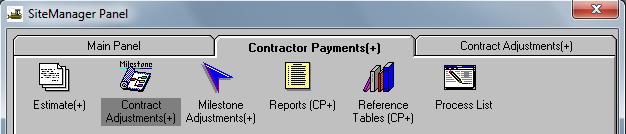 SiteManager Panel
Main Panel
Contractor Payments(+)
Contract Adjustments(+)
Milestone
Estimate(+)
Contract
Adjustments(+)
Milestone
Adjustments(+)
Reports (CP+)
Reference
Tables (CP+)
Process List